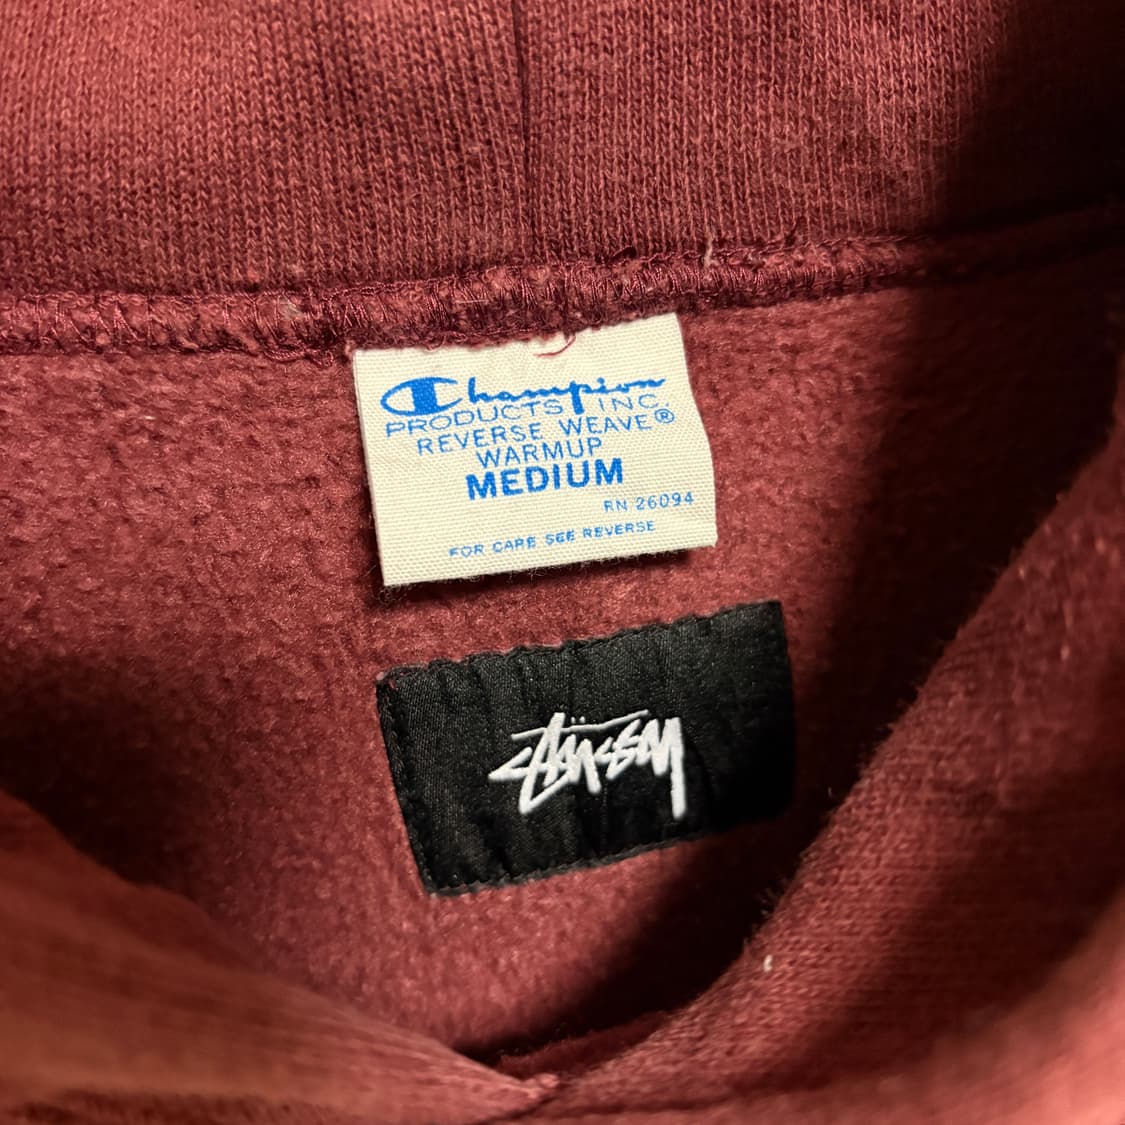 Champion
PRODUCTS INC.
REVERSE WEAVE®
WARMUP
MEDIUM
RN 26094
FOR CARE SEE REVERSE
Stüssy